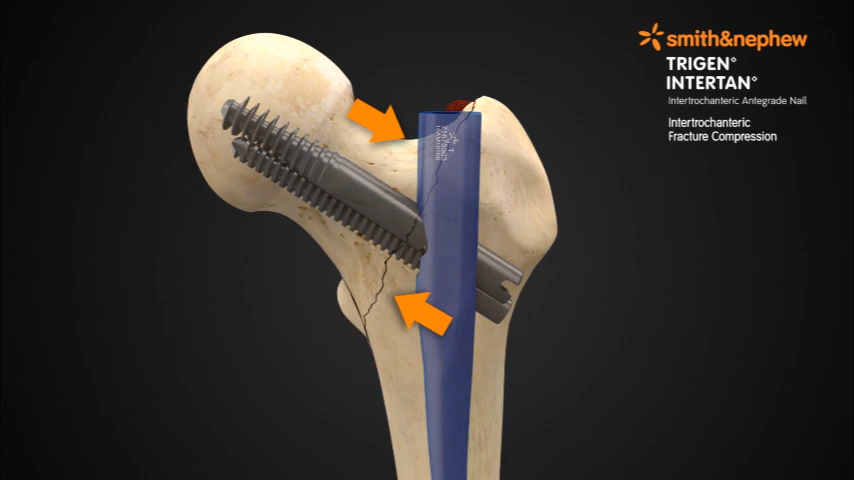 smith&nephew
TRIGEN°
INTERTAN°
Intertrochanteric Antegrade Nail
Intertrochanteric
Fracture Compression